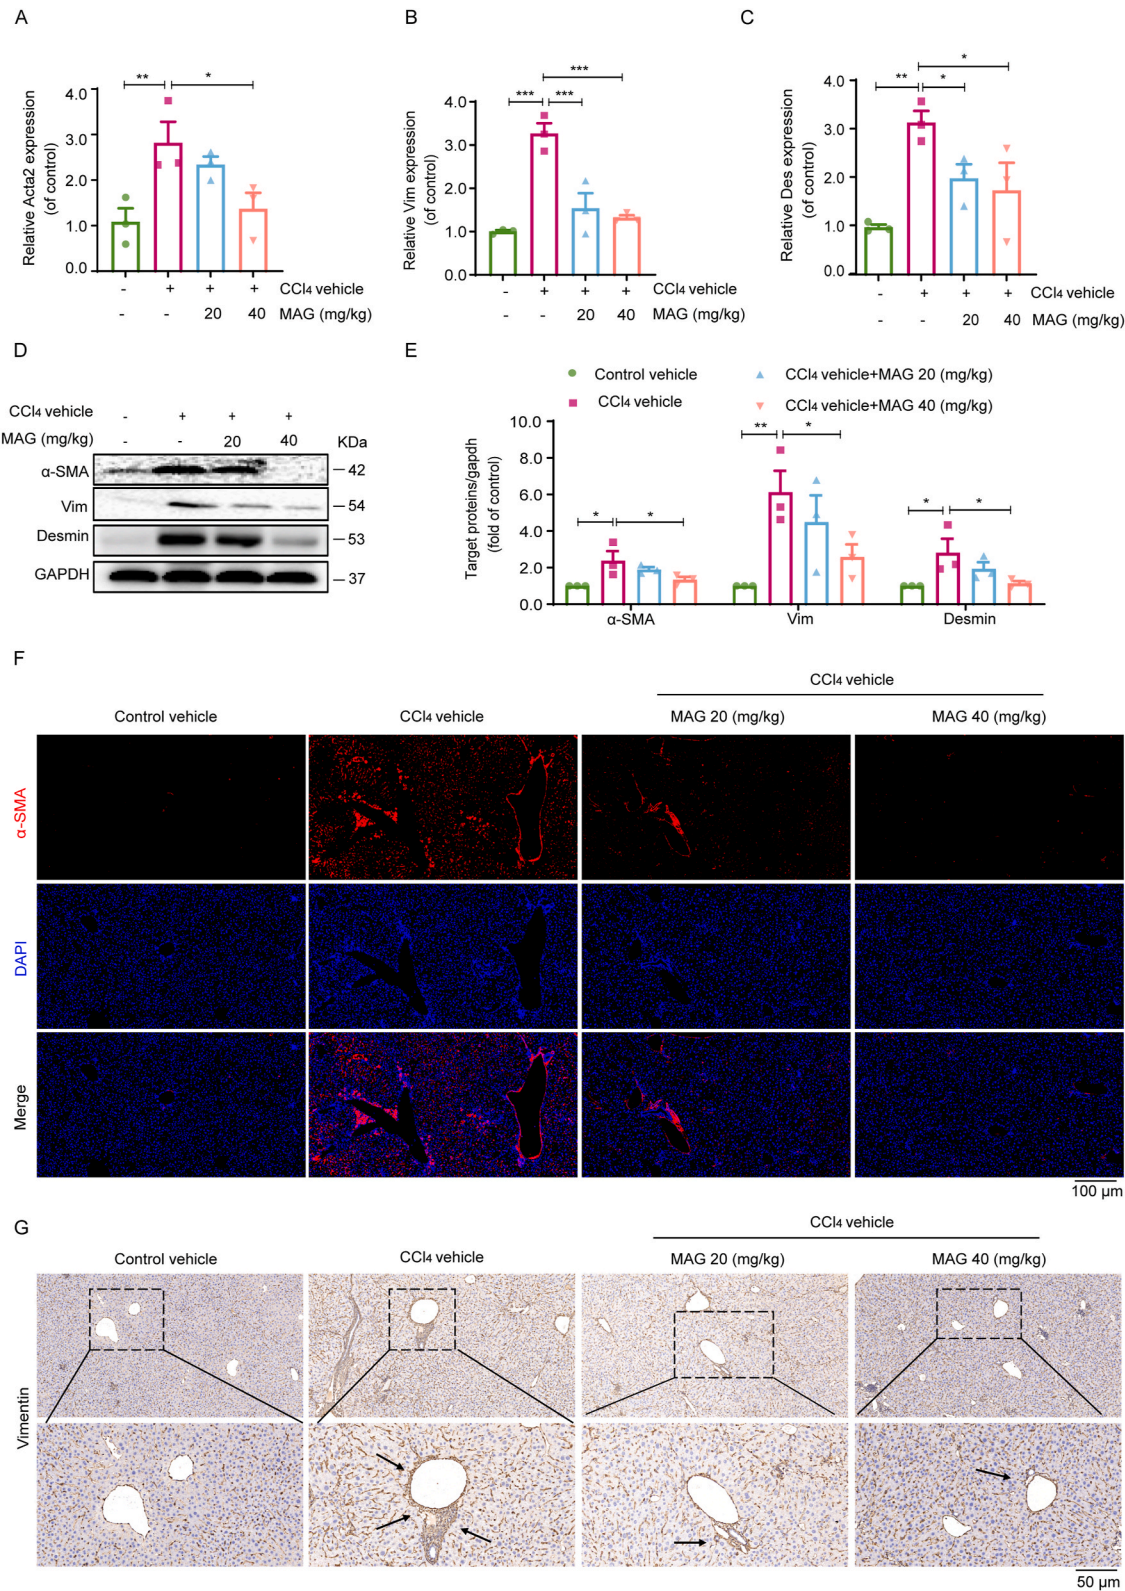 A
Relative Acta2 expression
(of control)
4.0
3.0
2.0
1.0
0.0
** *
- + + + CCl₄ vehicle
- - 20 40 MAG (mg/kg)
B
Relative Vim expression
(of control)
4.0
3.0
2.0
1.0
0.0
***
*** ***
- + + + CCl₄ vehicle
- - 20 40 MAG (mg/kg)
C
Relative Des expression
(of control)
4.0
3.0
2.0
1.0
0.0
*
** *
- + + + CCl₄ vehicle
- - 20 40 MAG (mg/kg)
D
CCl₄ vehicle - + + +
MAG (mg/kg) - - 20 40 KDa
α-SMA 42
Vim 54
Desmin 53
GAPDH 37
E
Control vehicle
CCl₄ vehicle
CCl₄ vehicle+MAG 20 (mg/kg)
CCl₄ vehicle+MAG 40 (mg/kg)
Target proteins/gapdh
(fold of control)
10.0
8.0
6.0
4.0
2.0
0.0
* * ** * * *
α-SMA Vim Desmin
F
CCl₄ vehicle
Control vehicle CCl₄ vehicle MAG 20 (mg/kg) MAG 40 (mg/kg)
α-SMA
DAPI
Merge
100 μm
G
CCl₄ vehicle
Control vehicle CCl₄ vehicle MAG 20 (mg/kg) MAG 40 (mg/kg)
Vimentin
50 μm